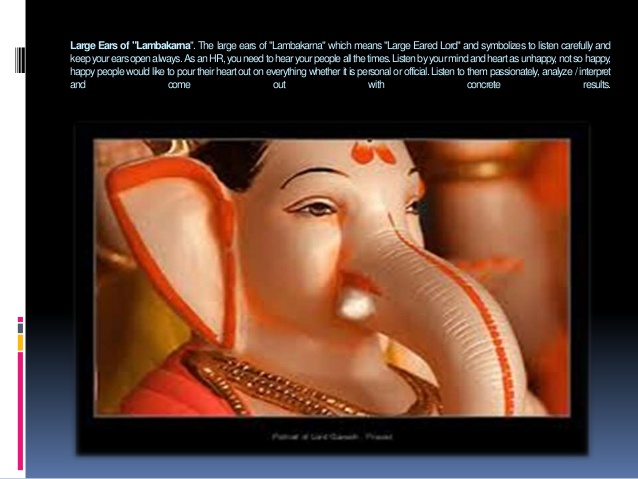 Large Ears of "Lambakarna". The large ears of "Lambakarna" which means "Large Eared Lord" and symbolizes to listen carefully and
keep your ears open always. As an HR, you need to hear your people all the times. Listen by your mind and heart as unhappy, not so happy,
happy people would like to pour their heart out on everything whether it is personal or official. Listen to them passionately, analyze / interpret
and come out with concrete results.
Portrait of Lord Ganesh